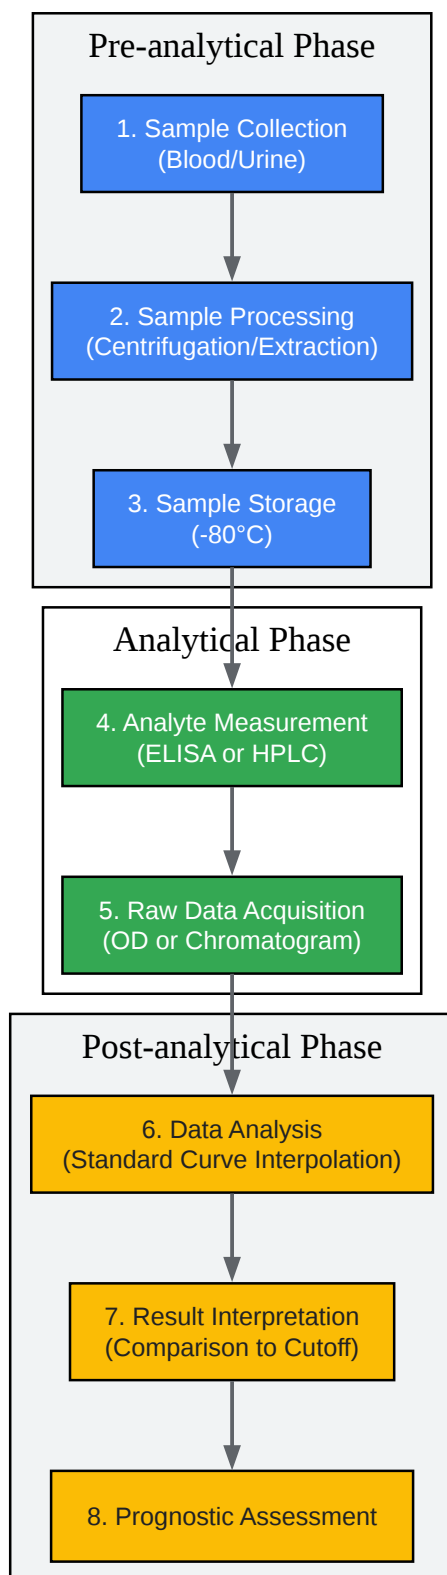 Pre-analytical Phase
1. Sample Collection
(Blood/Urine)
2. Sample Processing
(Centrifugation/Extraction)
3. Sample Storage
(-80°C)
Analytical Phase
4. Analyte Measurement
(ELISA or HPLC)
5. Raw Data Acquisition
(OD or Chromatogram)
Post-analytical Phase
6. Data Analysis
(Standard Curve Interpolation)
7. Result Interpretation
(Comparison to Cutoff)
8. Prognostic Assessment